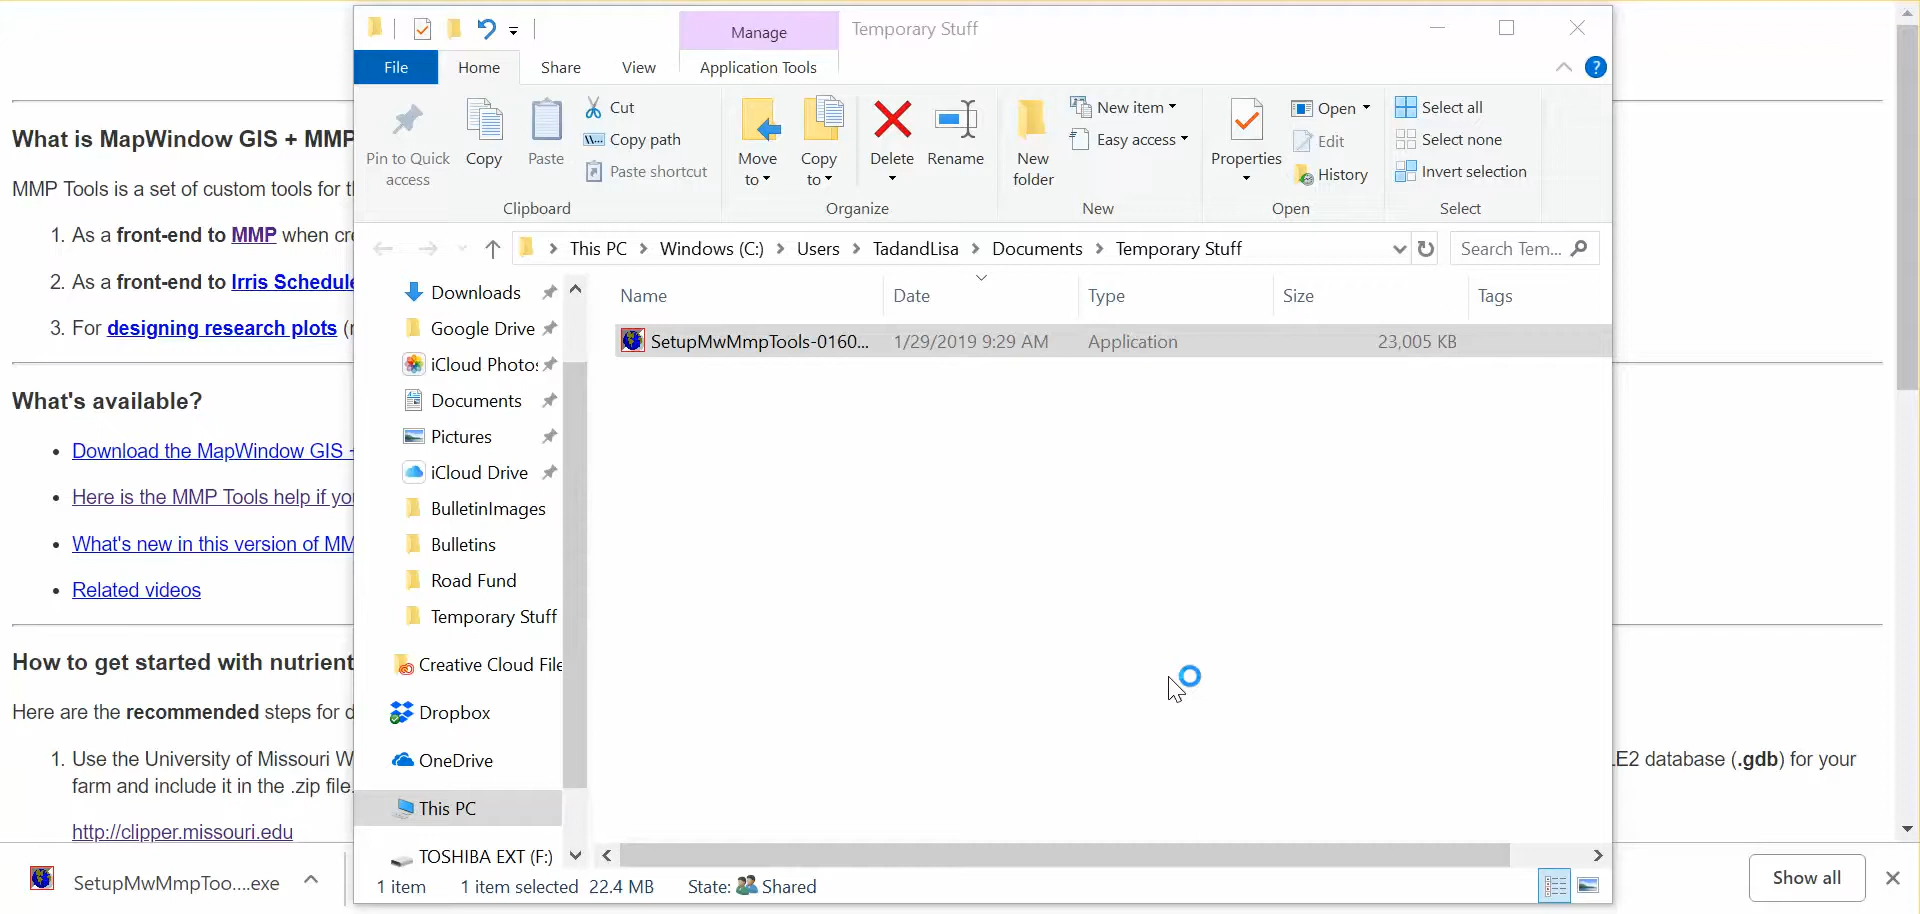 Manage
Temporary Stuff
File
Home
Share
View
Application Tools
?
Pin to Quick access
Copy
Paste
Cut
Copy path
Paste shortcut
Clipboard
Move to
Copy to
Delete
Rename
Organize
New folder
New item
Easy access
New
Properties
Open
Edit
History
Open
Select all
Select none
Invert selection
Select
This PC > Windows (C:) > Users > TadandLisa > Documents > Temporary Stuff
Search Tem...
Downloads
Google Drive
iCloud Photos
Documents
Pictures
iCloud Drive
BulletinImages
Bulletins
Road Fund
Temporary Stuff
Creative Cloud File
Dropbox
OneDrive
This PC
TOSHIBA EXT (F:)
Name Date Type Size Tags
SetupMwMmpTools-0160... 1/29/2019 9:29 AM Application 23,005 KB
1 item 1 item selected 22.4 MB State: Shared
What is MapWindow GIS + MMP
MMP Tools is a set of custom tools for
1. As a front-end to MMP when cre
2. As a front-end to Irris Schedule
3. For designing research plots (
What's available?
• Download the MapWindow GIS +
• Here is the MMP Tools help if you
• What's new in this version of MM
• Related videos
How to get started with nutrient
Here are the recommended steps for d
1. Use the University of Missouri W
E2 database (.gdb) for your
farm and include it in the .zip file.
http://clipper.missouri.edu
SetupMwMmpToo....exe
Show all